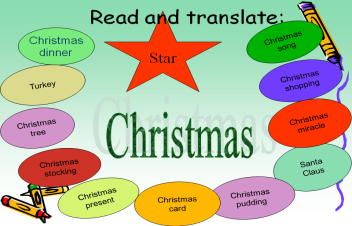 Read and translate:
Christmas
dinner
Star
Christmas
song
Turkey
Christmas
shopping
Christmas
tree
Christmas
Christmas
miracle
Christmas
stocking
Santa
Claus
Christmas
present
Christmas
card
Christmas
pudding